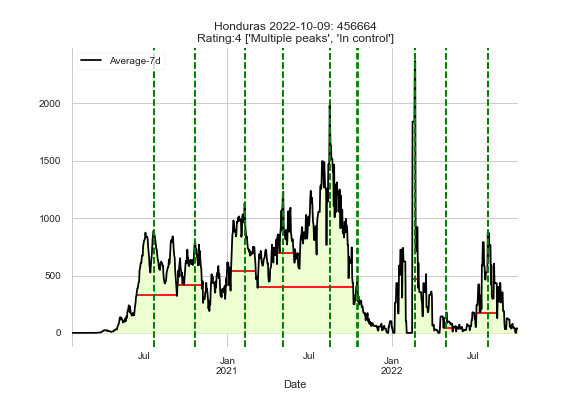 Honduras 2022-10-09: 456664
Rating:4 ['Multiple peaks', 'In control']
Average-7d
2000
1500
1000
500
0
Jul
Jan
2021
Jul
Jan
2022
Jul
Date